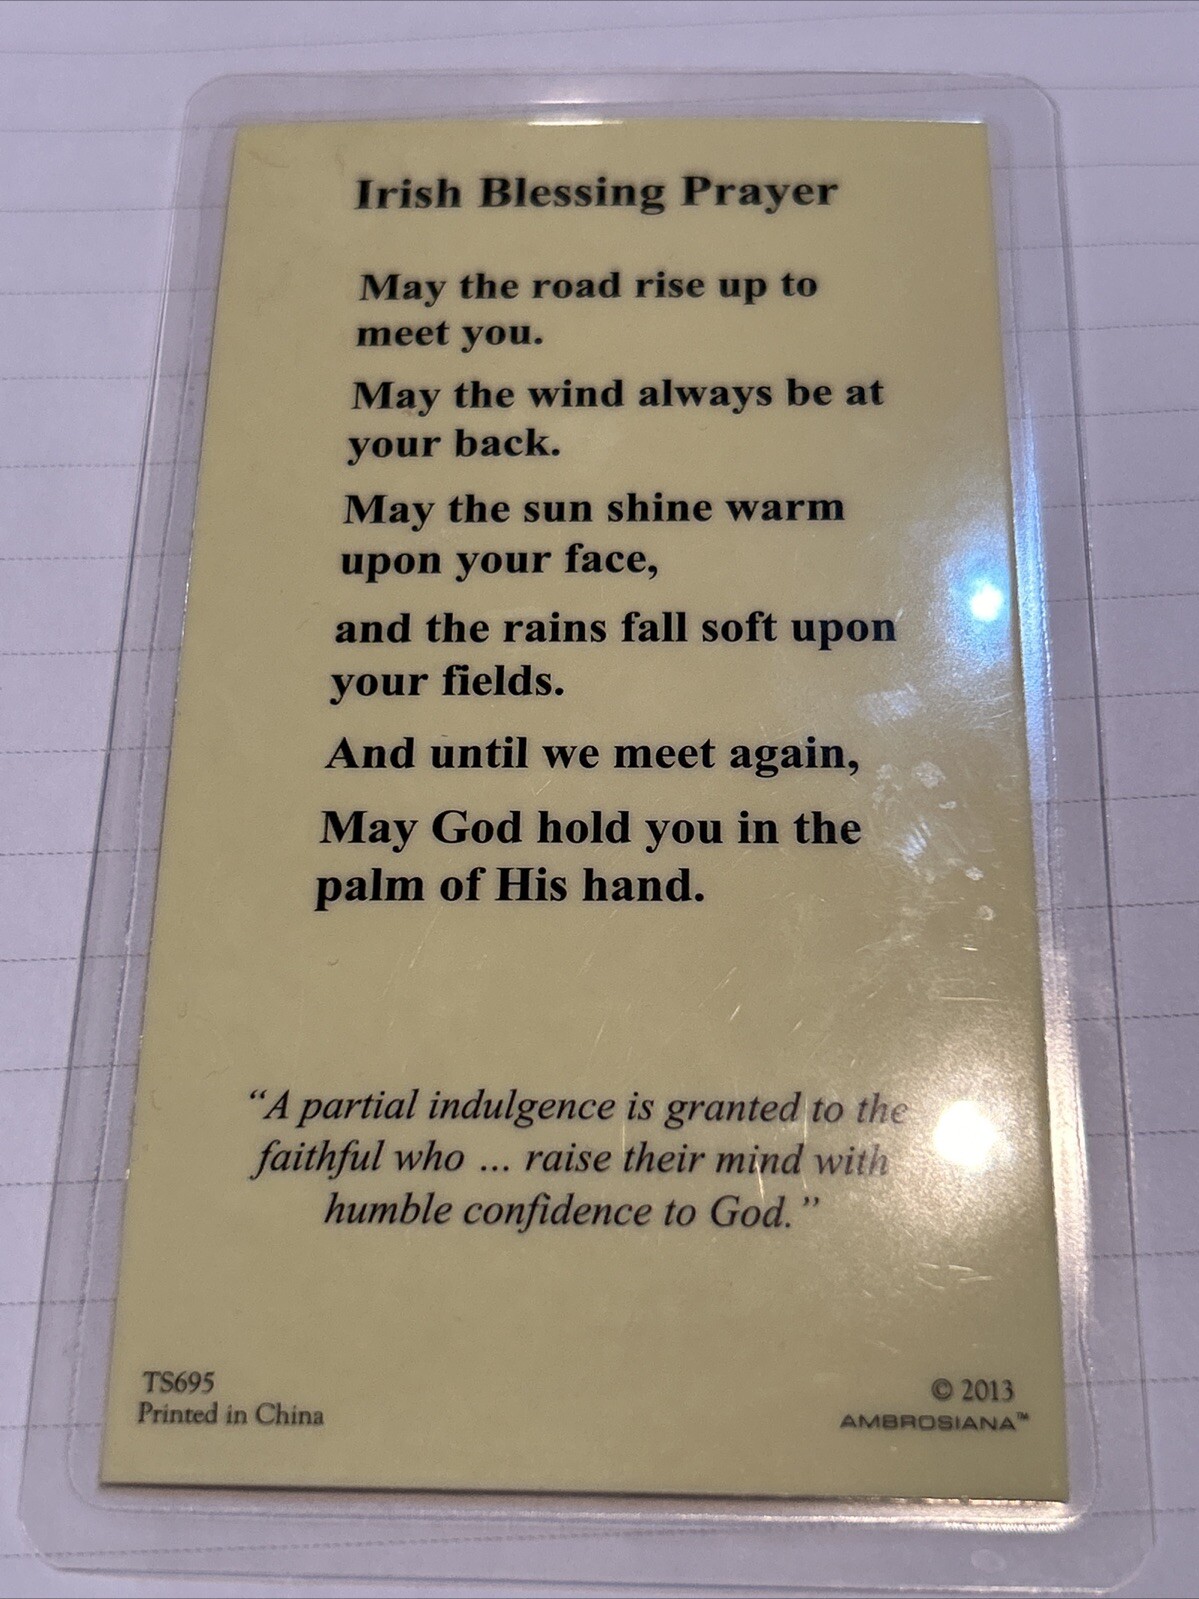 Irish Blessing Prayer
May the road rise up to
meet you.
May the wind always be at
your back.
May the sun shine warm
upon your face,
and the rains fall soft upon
your fields.
And until we meet again,
May God hold you in the
palm of His hand.
“A partial indulgence is granted to the
faithful who ... raise their mind with
humble confidence to God.”
TS695
Printed in China
© 2013
AMBROSIANA™